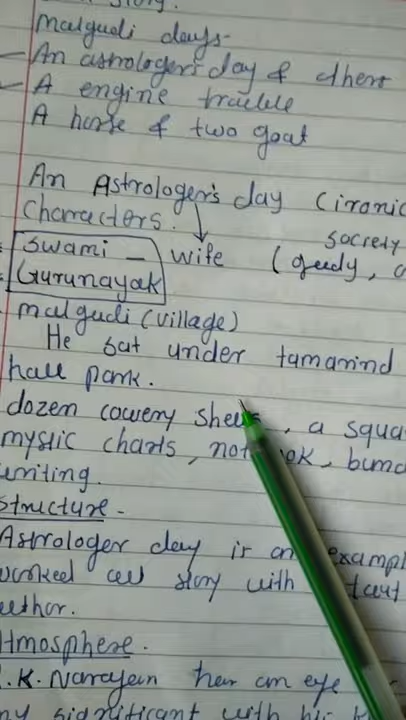 story.
Malgudi days-
An astrologer's day & others
A engine trouble
A horse & two goat
An Astrologer's day (ironic
Characters.
society
Swami - wife (greedy,
Gurunayak
malgudi (village)
He sat under tamarind
hall park.
dozen cowery shells, a squa
mystic charts, notebook, bund
writing.
Structure -
Astrologer day is an exampl
worked story with
author.
Atmosphere.
R.K. Narayan has an eye
significant with his